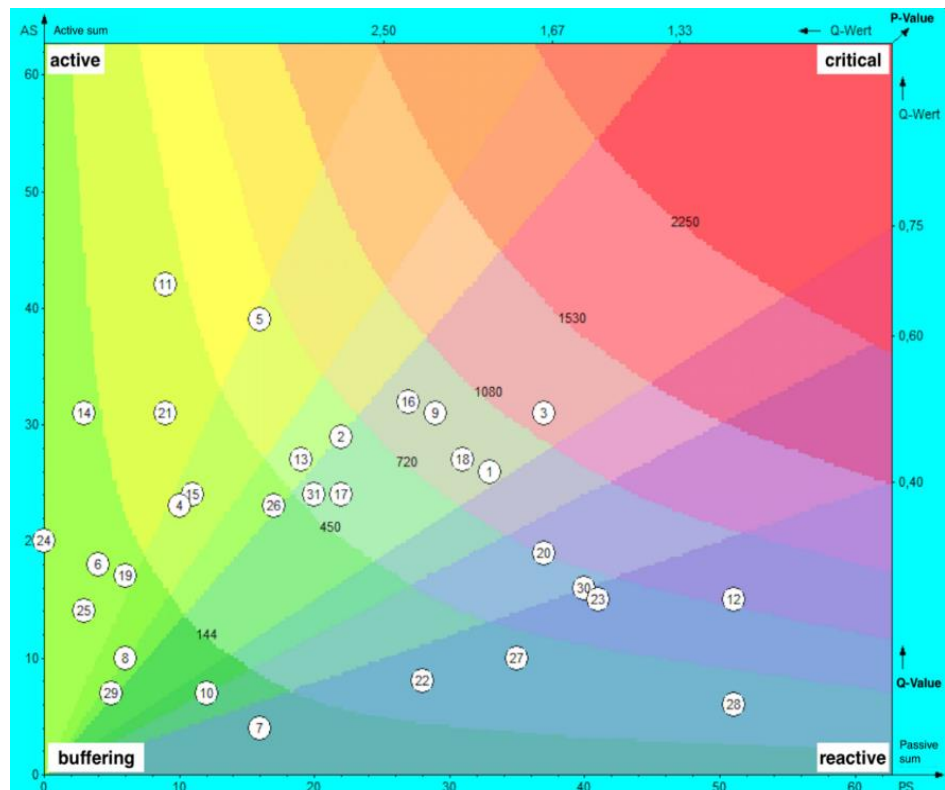 P-Value
AS Active sum 2,50 1,67 1,33 Q-Wert
active critical
60
Q-Wert
50
2250 0,75
11
40 5 1530 0,60
16 1080
30 14 21 9 3
2
13 18 1
720
15 17 31 0,40
4 26
450
24
20
6 19 30
25 23 12
144
10 8 27
29 10 22 Q-Value
28
7
buffering reactive Passive
sum
0
0 10 20 30 40 50 60 PS